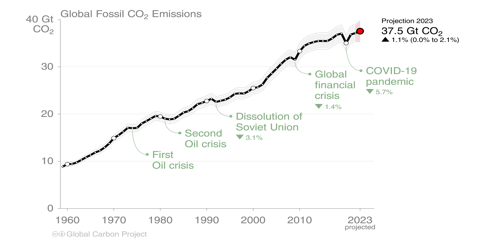 Global Fossil CO₂ Emissions
40 Gt
CO₂
30
20
10
0
1960
1970
1980
1990
2000
2010
2023
projected
First
Oil crisis
Second
Oil crisis
Dissolution of
Soviet Union
▼ 3.1%
Global
financial
crisis
▼ 1.4%
COVID-19
pandemic
▼ 5.7%
Projection 2023
37.5 Gt CO₂
▲ 1.1% (0.0% to 2.1%)
Global Carbon Project